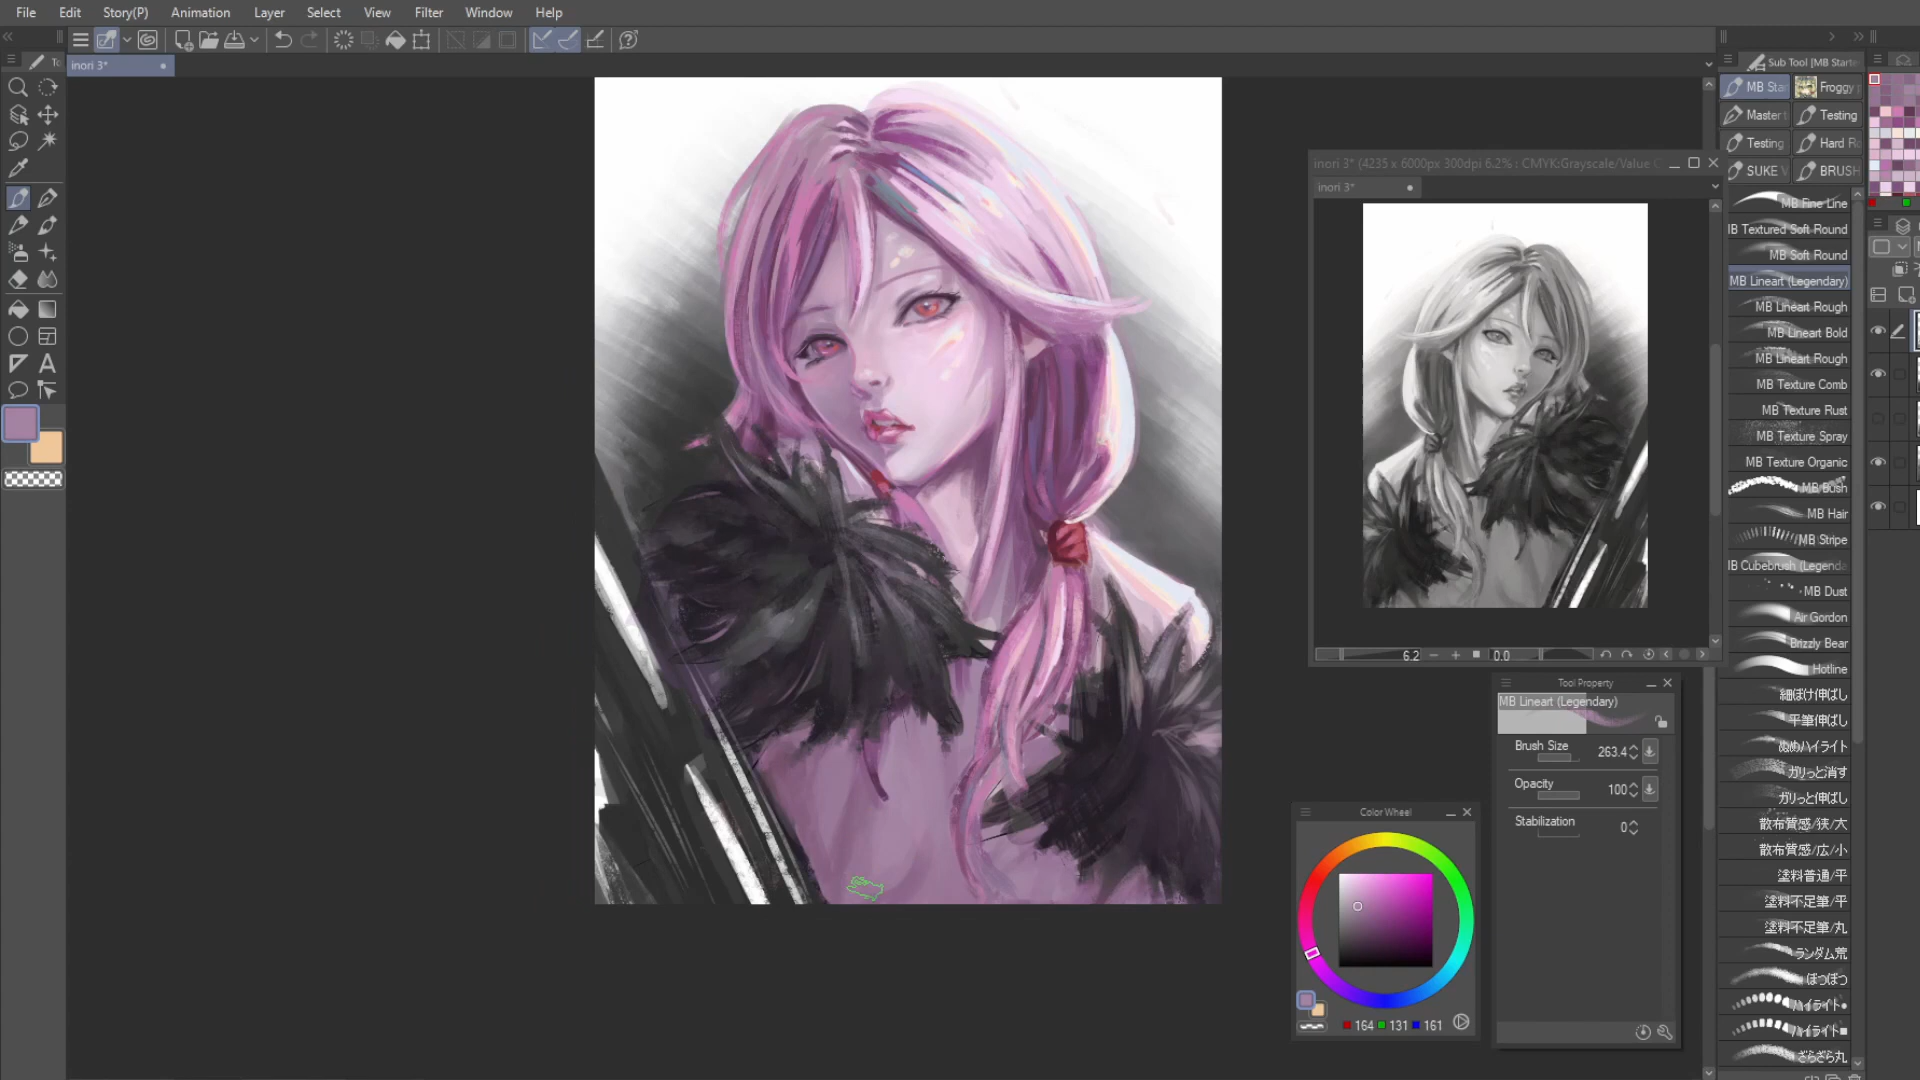 File Edit Story(P) Animation Layer Select View Filter Window Help
inori 3*
Sub Tool [MB Starte
MB Sta
Froggy
Master
Testing
Testing
Hard R
SUKE
BRUSH
MB Fine Line
IB Textured Soft Round
MB Soft Round
MB Lineart (Legendary)
MB Lineart Rough
MB Lineart Bold
MB Lineart Rough
MB Texture Comb
MB Texture Rust
MB Texture Spray
MB Texture Organic
MB Bush
MB Hair
MB Stripe
IB Cubebrush (Legenda
MB Dust
Air Gordon
Brizzly Bear
Hotline
細ぼけ伸ばし
平筆伸ばし
ぬめハイライト
ガリっと消す
ガリっと伸ばし
散布質感/狭/大
散布質感/広/小
塗料普通/平
塗料不足筆/平
塗料不足筆/丸
ランダム荒
ぼつぼつ
ハイライト●
ハイライト■
ざらざら丸
inori 3* (4235 x 6000px 300dpi 6.2% : CMYK:Grayscale/Value C
inori 3*
6.2
0.0
Tool Property
MB Lineart (Legendary)
Brush Size 263.4
Opacity 100
Stabilization 0
Color Wheel
164 131 161